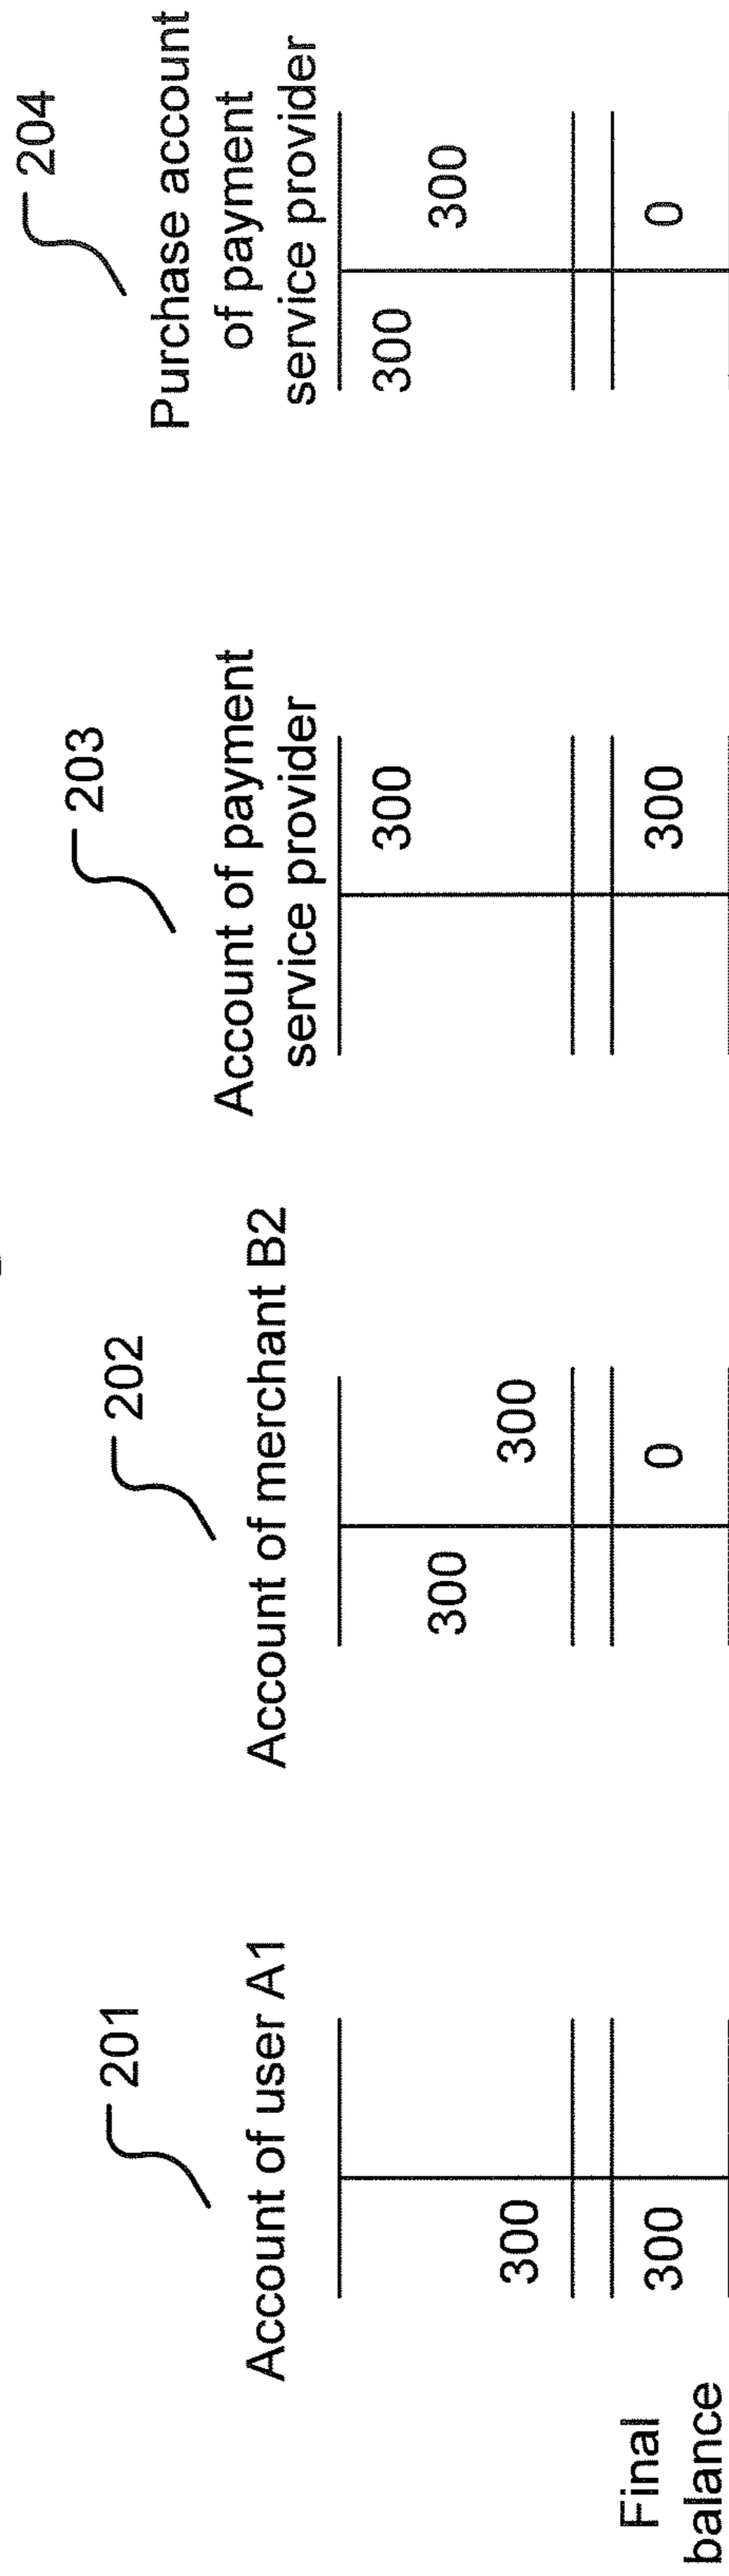 201
Account of user A1
300
Final
balance
300
202
Account of merchant B2
300
300
0
203
Account of payment
service provider
300
300
204
Purchase account
of payment
service provider
300
300
0